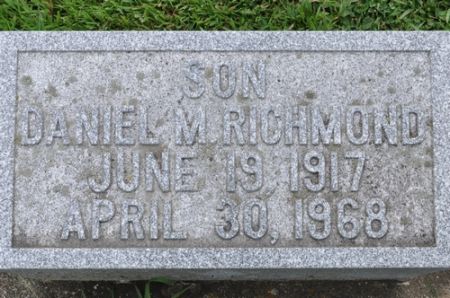 SON
DANIEL M. RICHMOND
JUNE 19, 1917
APRIL 30, 1968